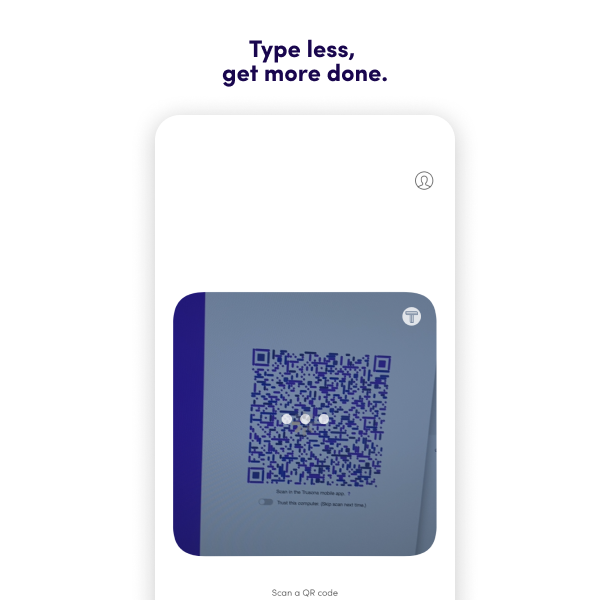 Type less,
get more done.
Scan in the Trusona mobile app. ?
Trust this computer. (Skip scan next time.)
Scan a QR code